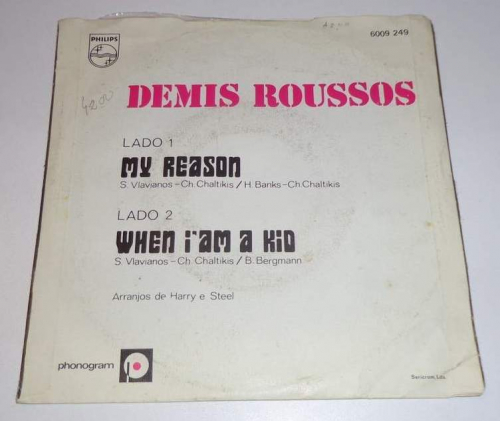 PHILIPS
6009 249
DEMIS ROUSSOS
LADO 1
MY REASON
S. Vlavianos-Ch. Chaltikis/H. Banks-Ch Chaltikis
LADO 2
WHEN I'AM A KID
S. Vlavianos-Ch. Chaltikis/B. Bergmann
Arranjos de Harry e Steel
phonogram